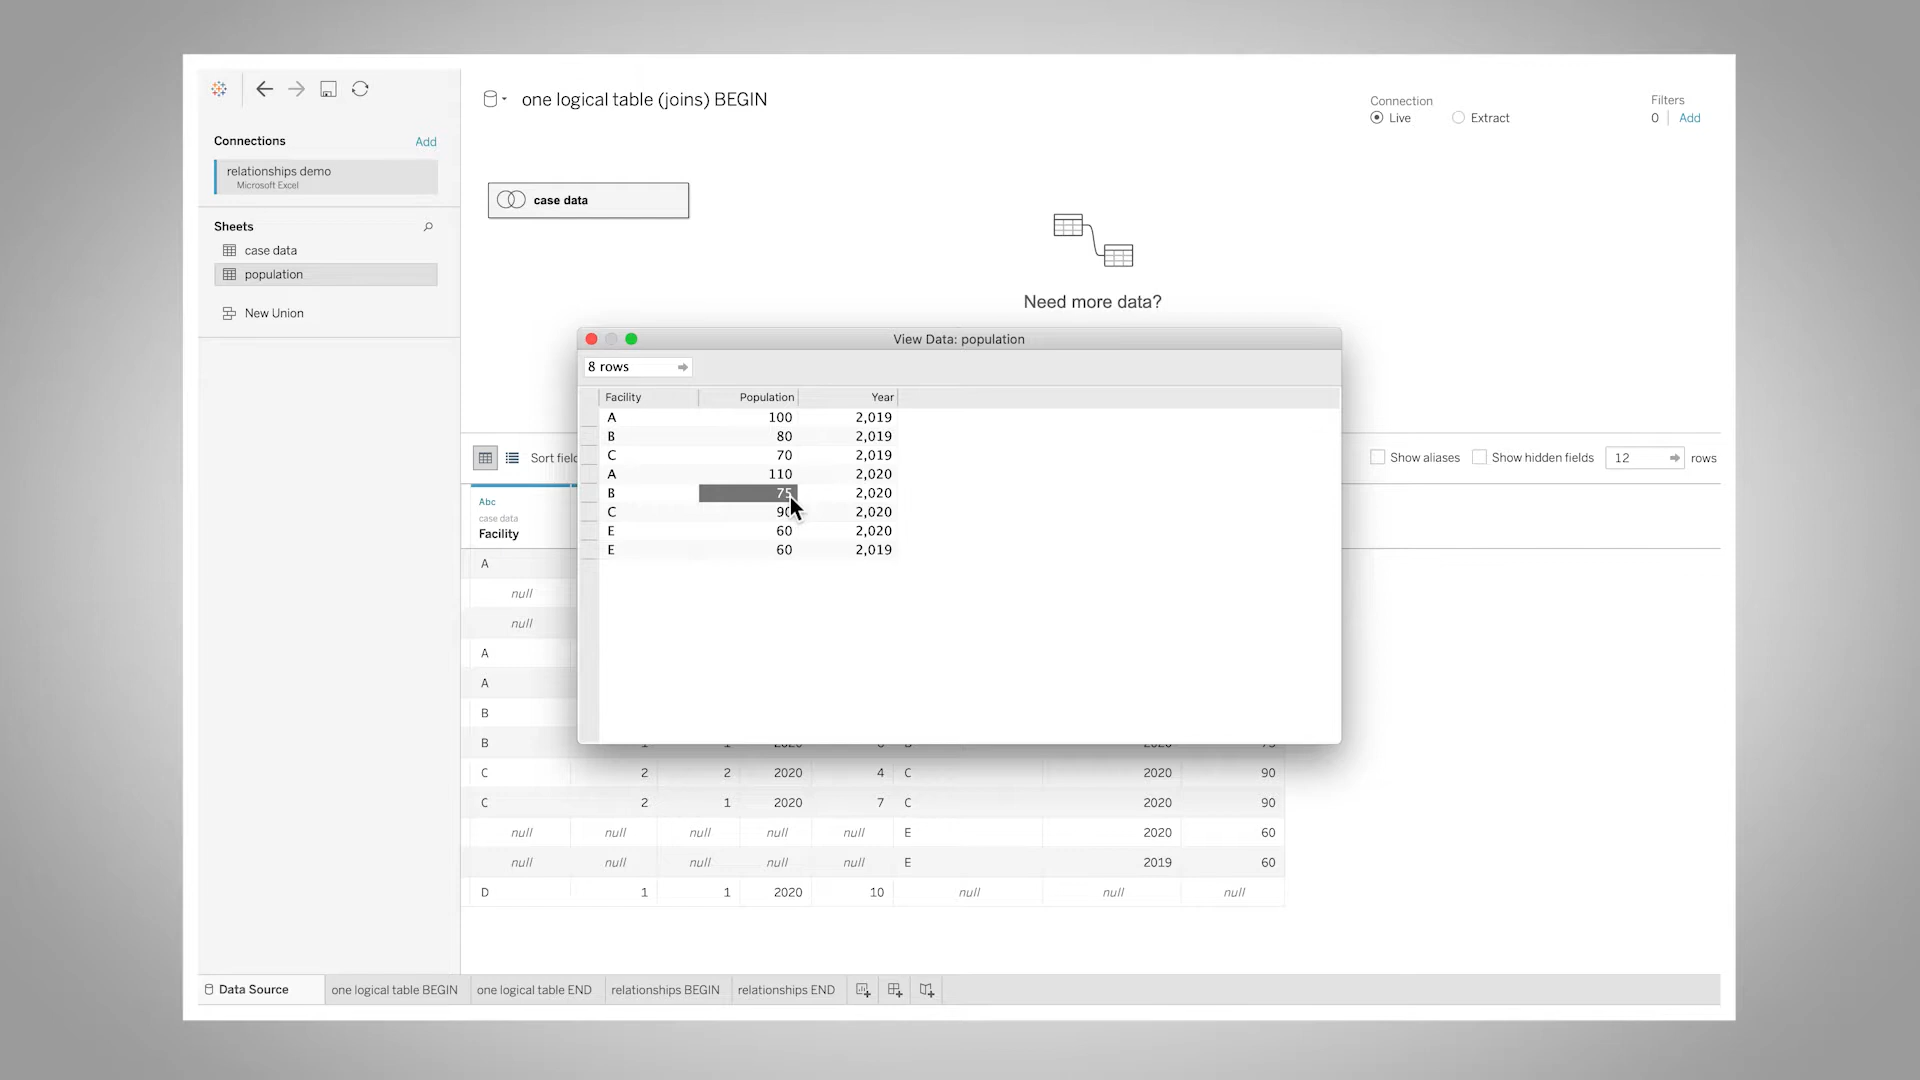 one logical table (joins) BEGIN
Connection
Live
Extract
Filters
0 Add
Connections Add
relationships demo
Microsoft Excel
Sheets
case data
population
New Union
case data
Need more data?
View Data: population
8 rows
Facility Population Year
A 100 2,019
B 80 2,019
C 70 2,019
A 110 2,020
B 75 2,020
C 90 2,020
E 60 2,020
E 60 2,019
Sort
Show aliases
Show hidden fields
12 rows
Abc
case data
Facility
A
null
null
A
A
B
B
C 2 2 2020 4 C 2020 90
C 2 1 2020 7 C 2020 90
null null null null null E 2020 60
null null null null null E 2019 60
D 1 1 2020 10 null null null
Data Source
one logical table BEGIN
one logical table END
relationships BEGIN
relationships END